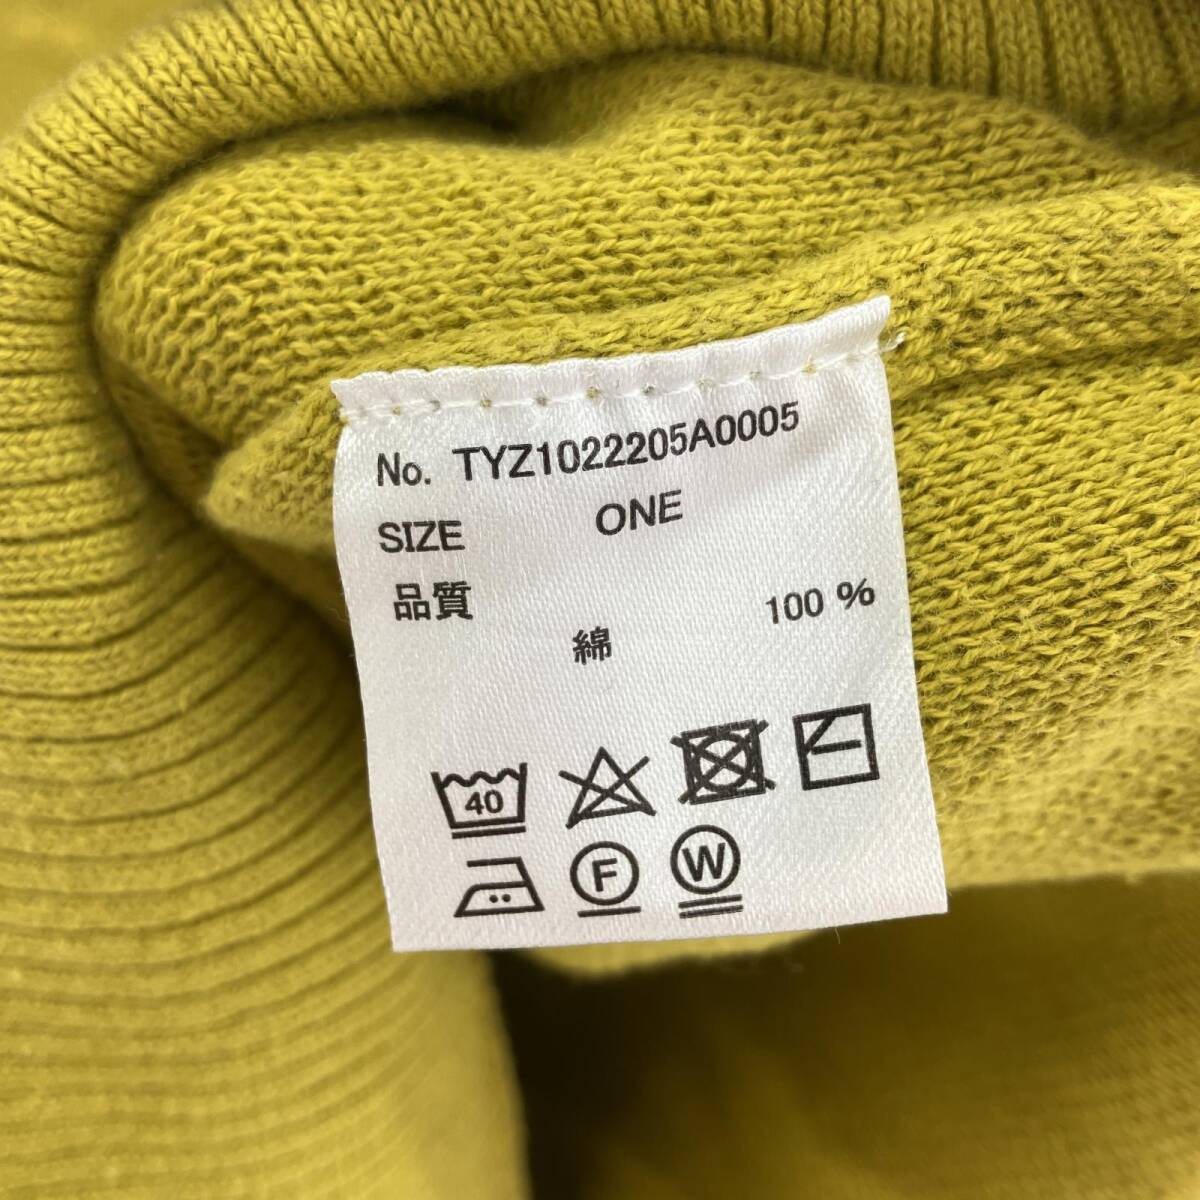 No. TYZ1022205A0005
SIZE ONE
品質
綿 100 %
40
F W